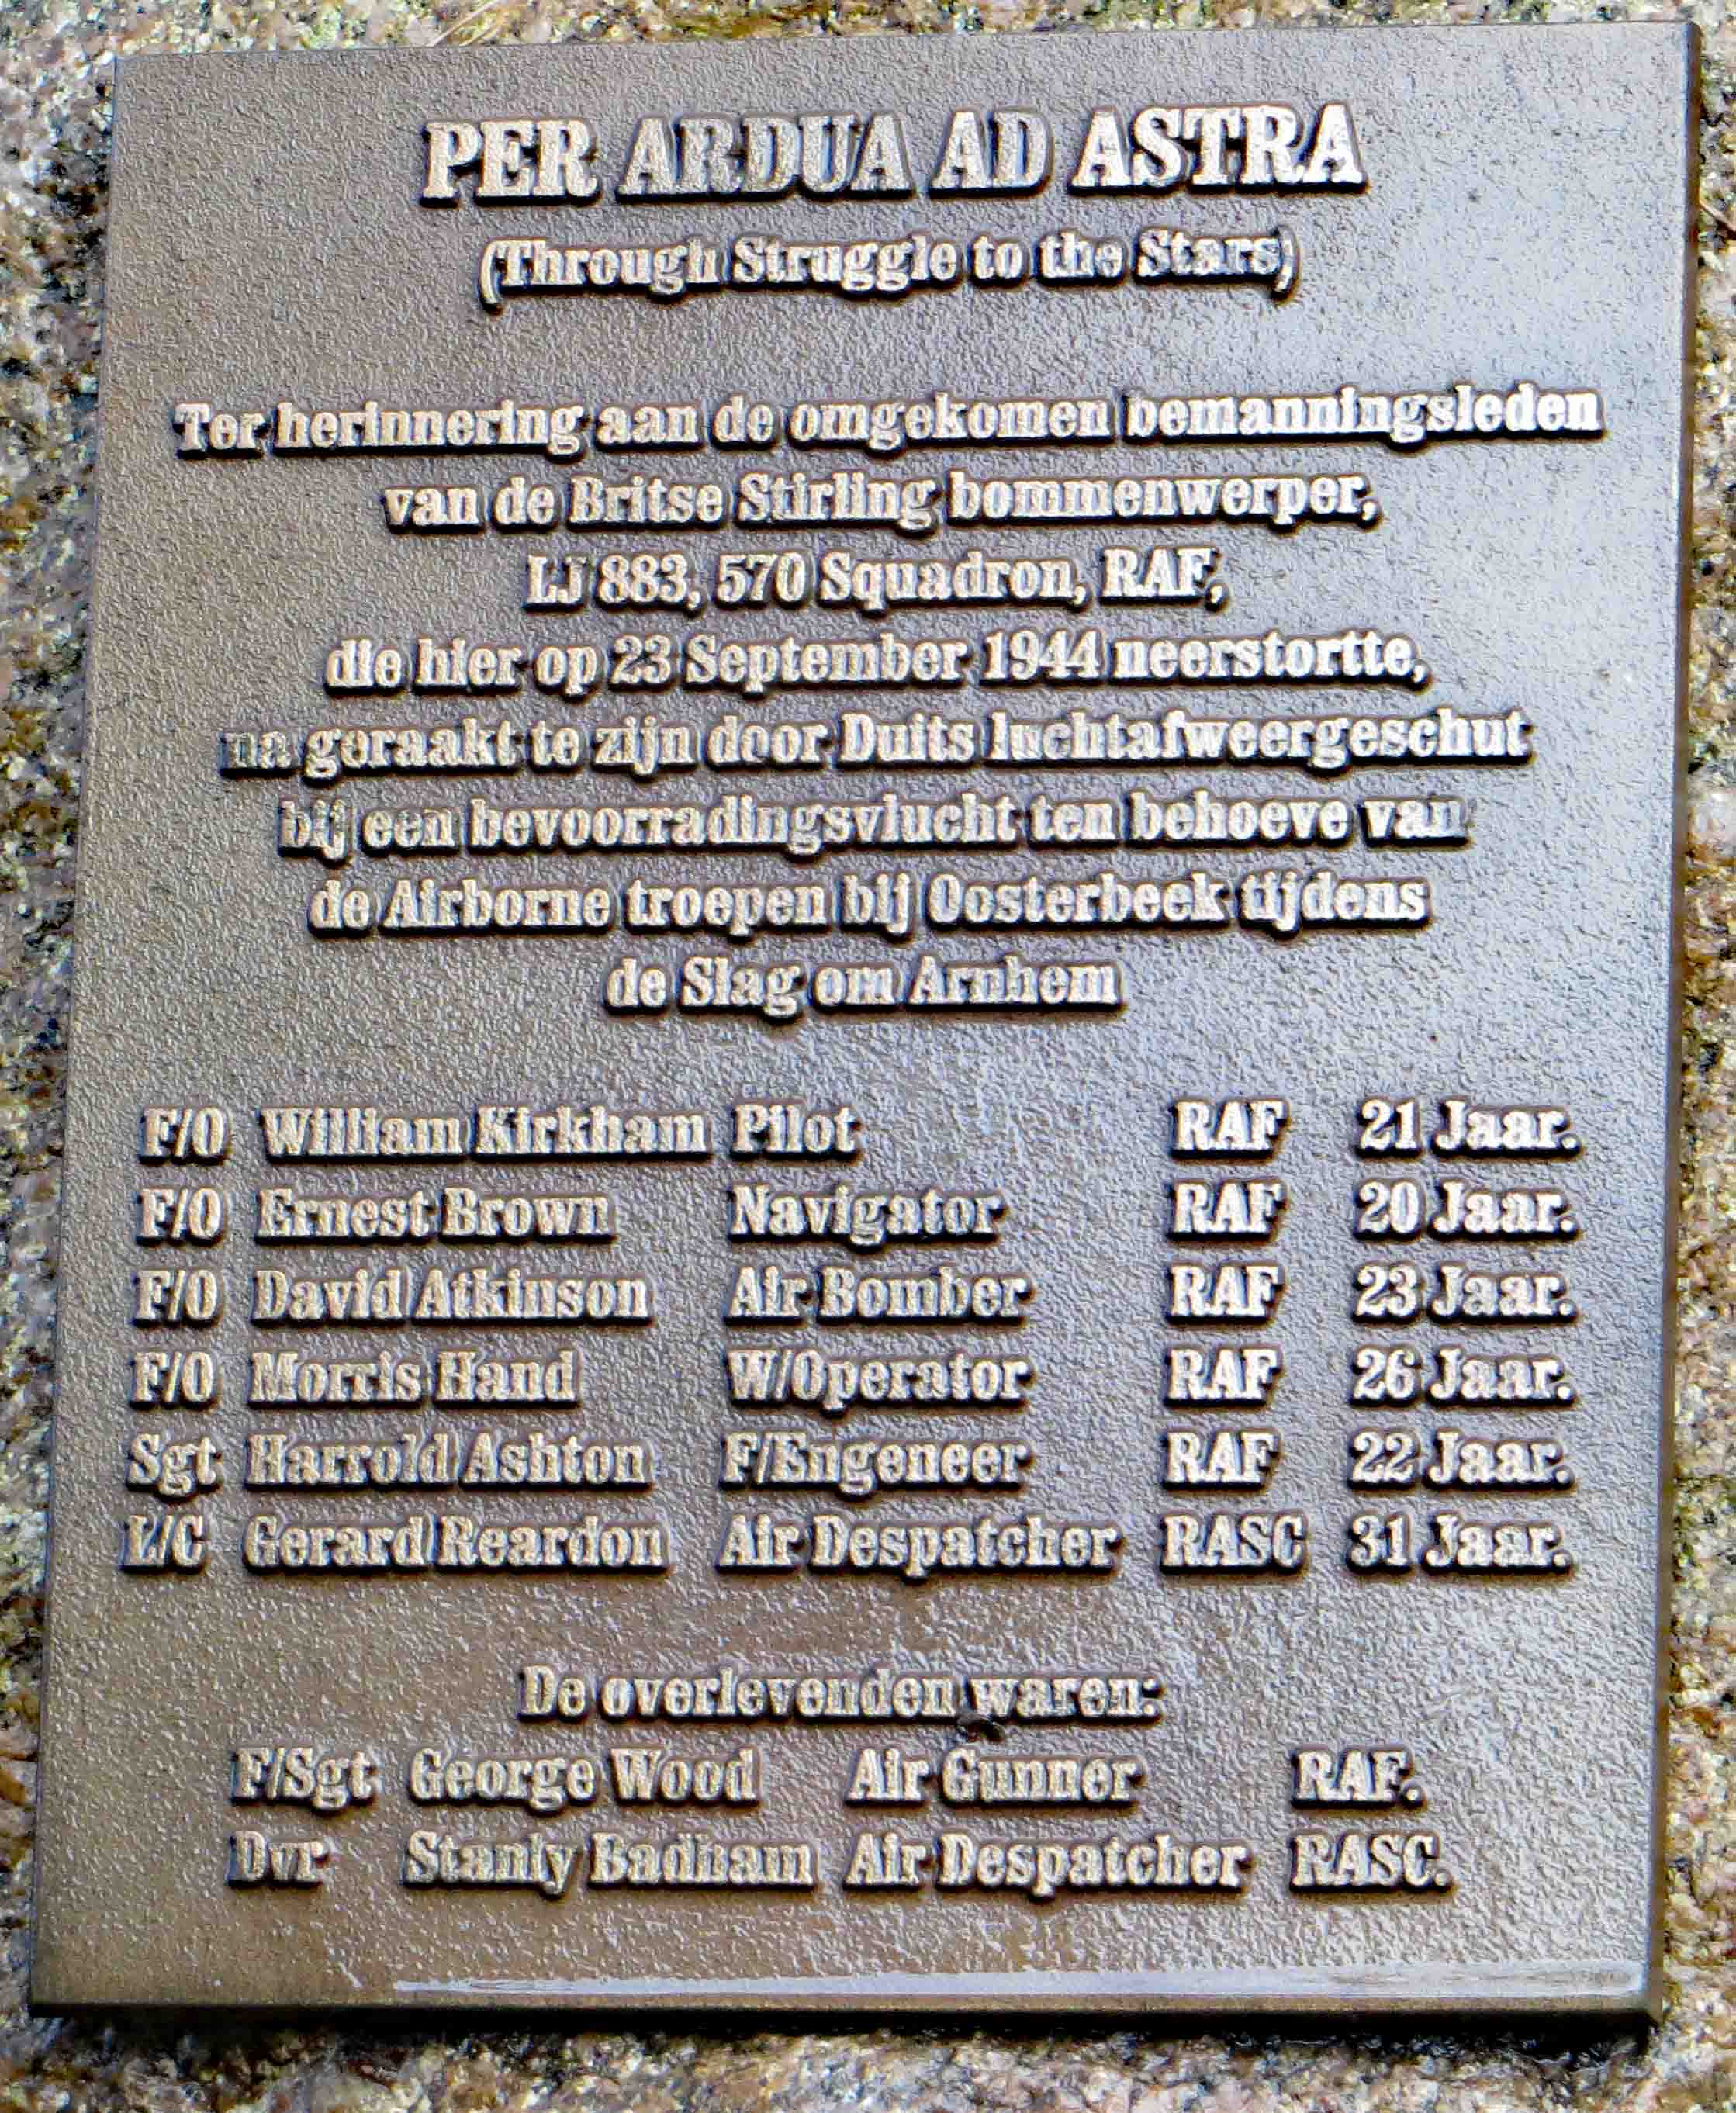 PER ARDUA AD ASTRA
(Through Struggle to the Stars)
Ter herinnering aan de omgekomen bemanningsleden
van de Britse Stirling bommenwerper,
LJ 883, 570 Squadron, RAF,
die hier op 23 September 1944 neerstortte,
na geraakt te zijn door Duits luchtafweergeschut
bij een bevoorradingsvlucht ten behoeve van
de Airborne troepen bij Oosterbeek tijdens
de Slag om Arnhem
F/O William Kirkham Pilot RAF 21 Jaar.
F/O Ernest Brown Navigator RAF 20 Jaar.
F/O David Atkinson Air Bomber RAF 23 Jaar.
F/O Morris Hand W/Operator RAF 26 Jaar.
Sgt Harrold Ashton F/Engeneer RAF 22 Jaar.
L/C Gerard Reardon Air Despatcher RASC 31 Jaar.
De overlevenden waren:
F/Sgt George Wood Air Gunner RAF.
Dvr Stanly Badham Air Despatcher RASC.